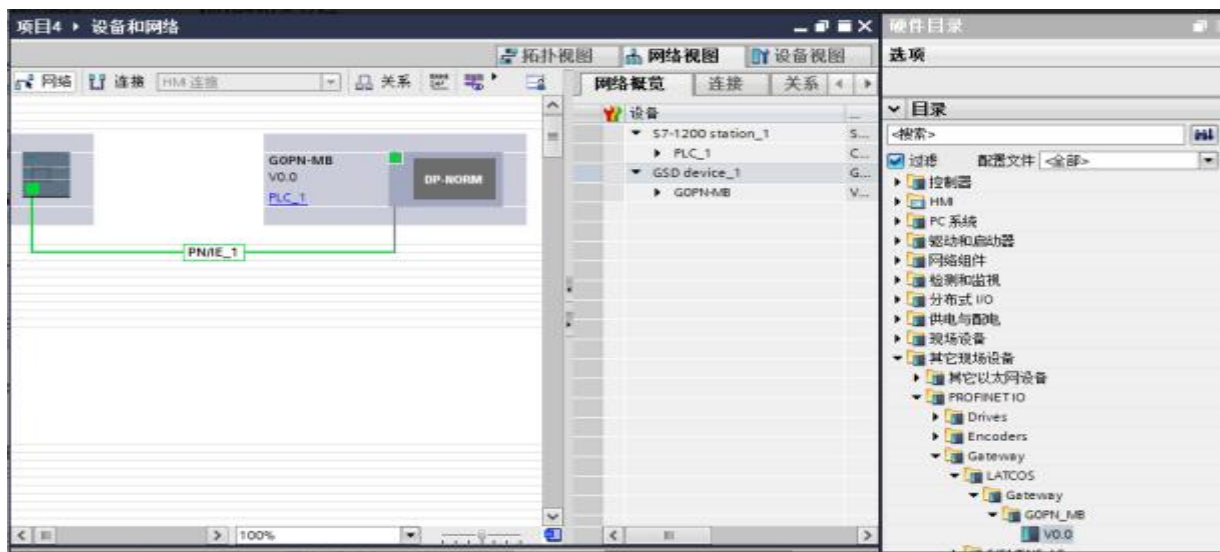 项目4 ▸ 设备和网络
拓扑视图 网络视图 设备视图
网络 连接 HMI 连接 关系
GOPN-MB
V0.0
PLC_1
DP-NORM
PN/IE_1
100%
网络概览 连接 关系
设备 ...
S7-1200 station_1 S...
PLC_1 C...
GSD device_1 G...
GOPN-MB V...
硬件目录
选项
目录
<搜索>
过滤 配置文件 <全部>
控制器
HMI
PC 系统
驱动和启动器
网络组件
检测和监视
分布式 I/O
供电与配电
现场设备
其它现场设备
其它以太网设备
PROFINET IO
Drives
Encoders
Gateway
LATCOS
Gateway
GOPN_MB
V0.0